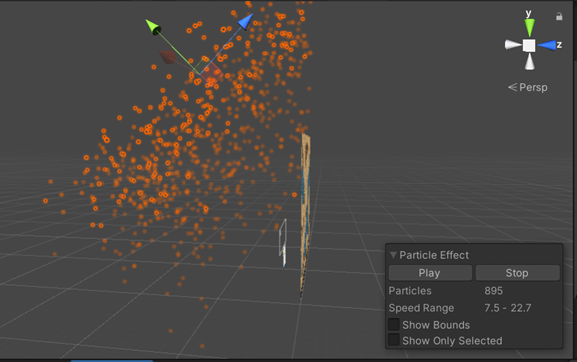 y
z
Persp
Particle Effect
Play Stop
Particles 895
Speed Range 7.5 - 22.7
Show Bounds
Show Only Selected